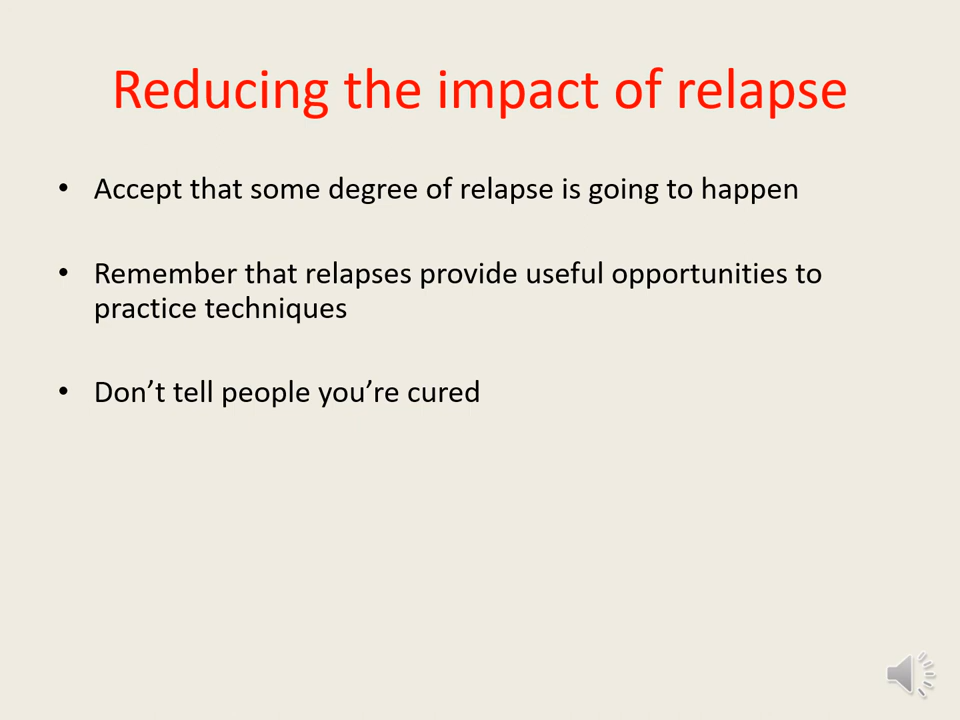 Reducing the impact of relapse
• Accept that some degree of relapse is going to happen
• Remember that relapses provide useful opportunities to
practice techniques
• Don’t tell people you’re cured